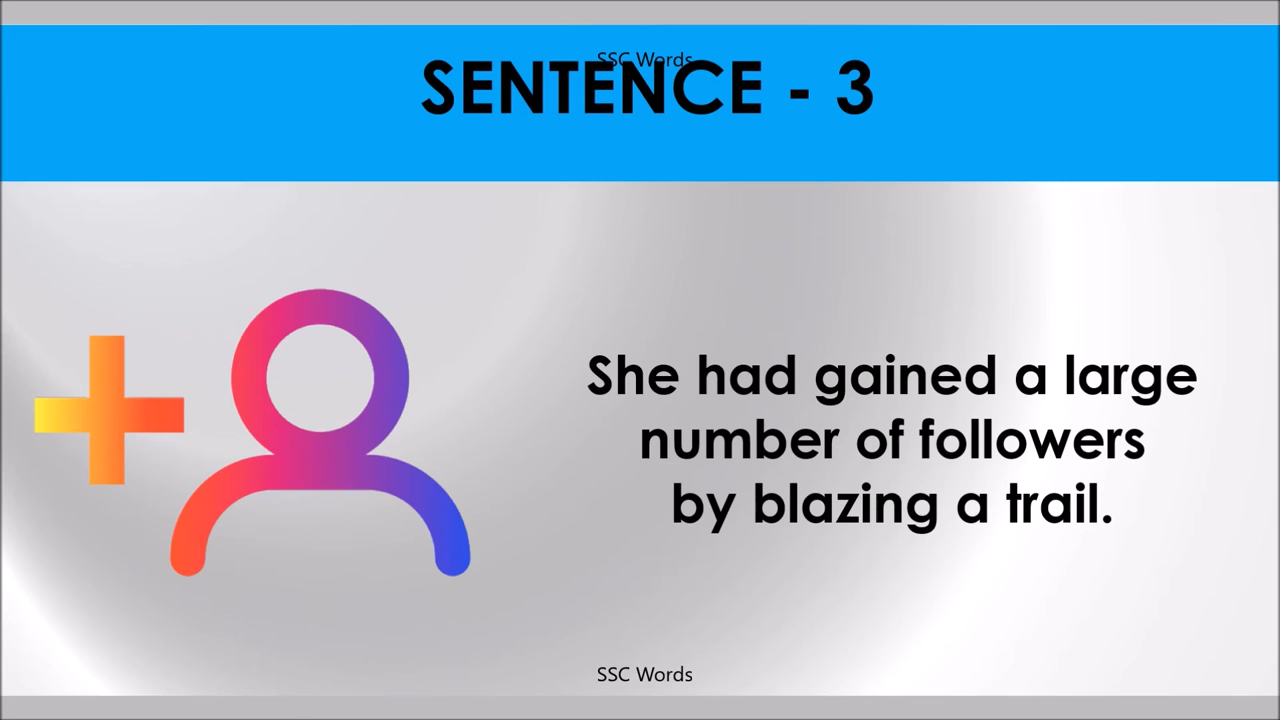 SSC Words
SENTENCE - 3
She had gained a large
number of followers
by blazing a trail.
SSC Words